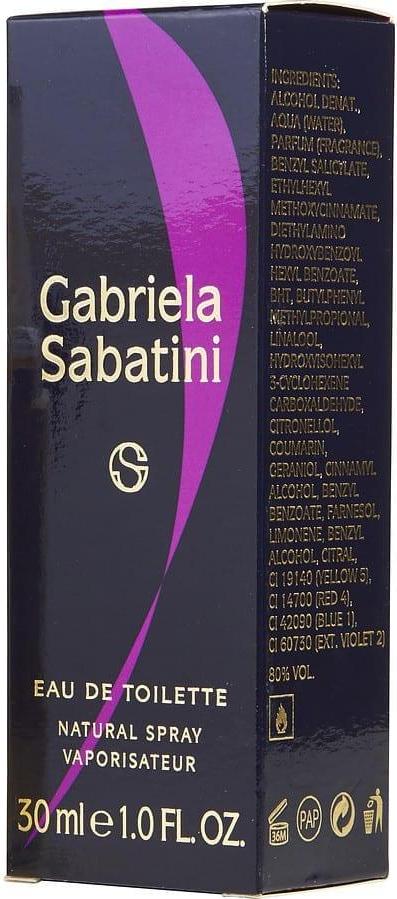 Gabriela
Sabatini
GS
EAU DE TOILETTE
NATURAL SPRAY
VAPORISATEUR
30 ml e 1.0 FL. OZ.
INGREDIENTS:
ALCOHOL DENAT.,
AQUA (WATER),
PARFUM (FRAGRANCE),
BENZYL SALICYLATE,
ETHYLHEXYL
METHOXYCINNAMATE,
DIETHYLAMINO
HYDROXYBENZOYL
HEXYL BENZOATE,
BHT, BUTYLPHENYL
METHYLPROPIONAL,
LINALOOL,
HYDROXYISOHEXYL
3-CYCLOHEXENE
CARBOXALDEHYDE,
CITRONELLOL,
COUMARIN,
GERANIOL, CINNAMYL
ALCOHOL, BENZYL
BENZOATE, FARNESOL,
LIMONENE, BENZYL
ALCOHOL, CITRAL,
CI 19140 (YELLOW 5),
CI 14700 (RED 4),
CI 42090 (BLUE 1),
CI 60730 (EXT. VIOLET 2)
80% VOL.
36M
PAP